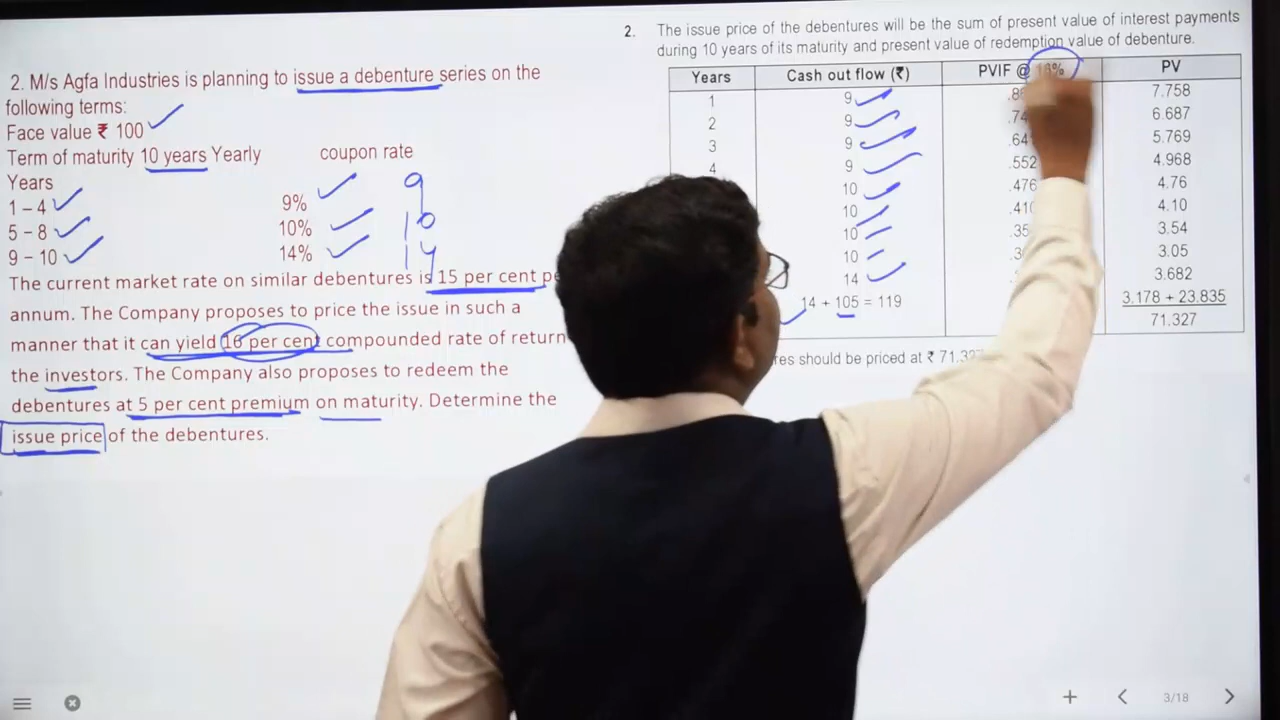 2. M/s Agfa Industries is planning to issue a debenture series on the
following terms:
Face value ₹ 100
Term of maturity 10 years Yearly coupon rate
Years
1 – 4 9% 9
5 – 8 10% 10
9 – 10 14% 14
The current market rate on similar debentures is 15 per cent
annum. The Company proposes to price the issue in such a
manner that it can yield 16 per cent compounded rate of return
the investors. The Company also proposes to redeem the
debentures at 5 per cent premium on maturity. Determine the
issue price of the debentures.
2. The issue price of the debentures will be the sum of present value of interest payments
during 10 years of its maturity and present value of redemption value of debenture.
Years Cash out flow (₹) PVIF @ 16% PV
1 9 7.758
2 9 6.687
3 9 5.769
4 9 .552 4.968
10 .476 4.76
10 4.10
10 3.54
10 3.05
14 3.682
14 + 105 = 119 3.178 + 23.835
71.327
should be priced at ₹
3/18